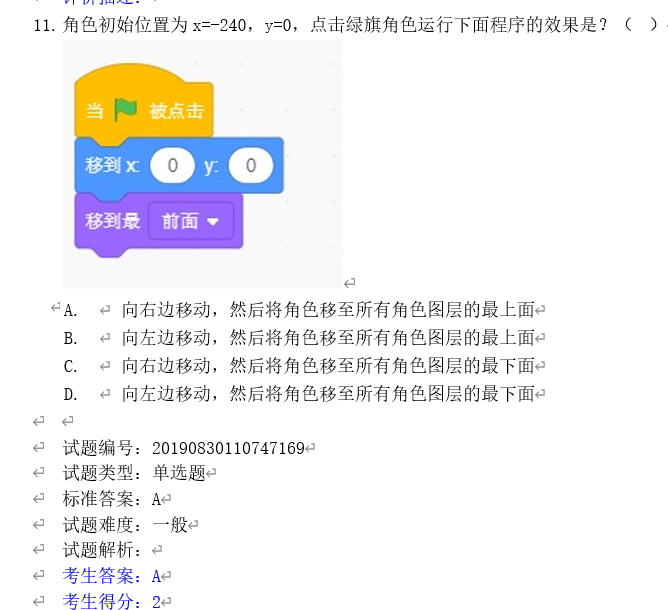 11. 角色初始位置为 x=-240, y=0, 点击绿旗角色运行下面程序的效果是？（ ）
当 被点击
移到 x: 0 y: 0
移到最 前面
A. 向右边移动，然后将角色移至所有角色图层的最上面
B. 向左边移动，然后将角色移至所有角色图层的最上面
C. 向右边移动，然后将角色移至所有角色图层的最下面
D. 向左边移动，然后将角色移至所有角色图层的最下面
试题编号：20190830110747169
试题类型：单选题
标准答案：A
试题难度：一般
试题解析：
考生答案：A
考生得分：2